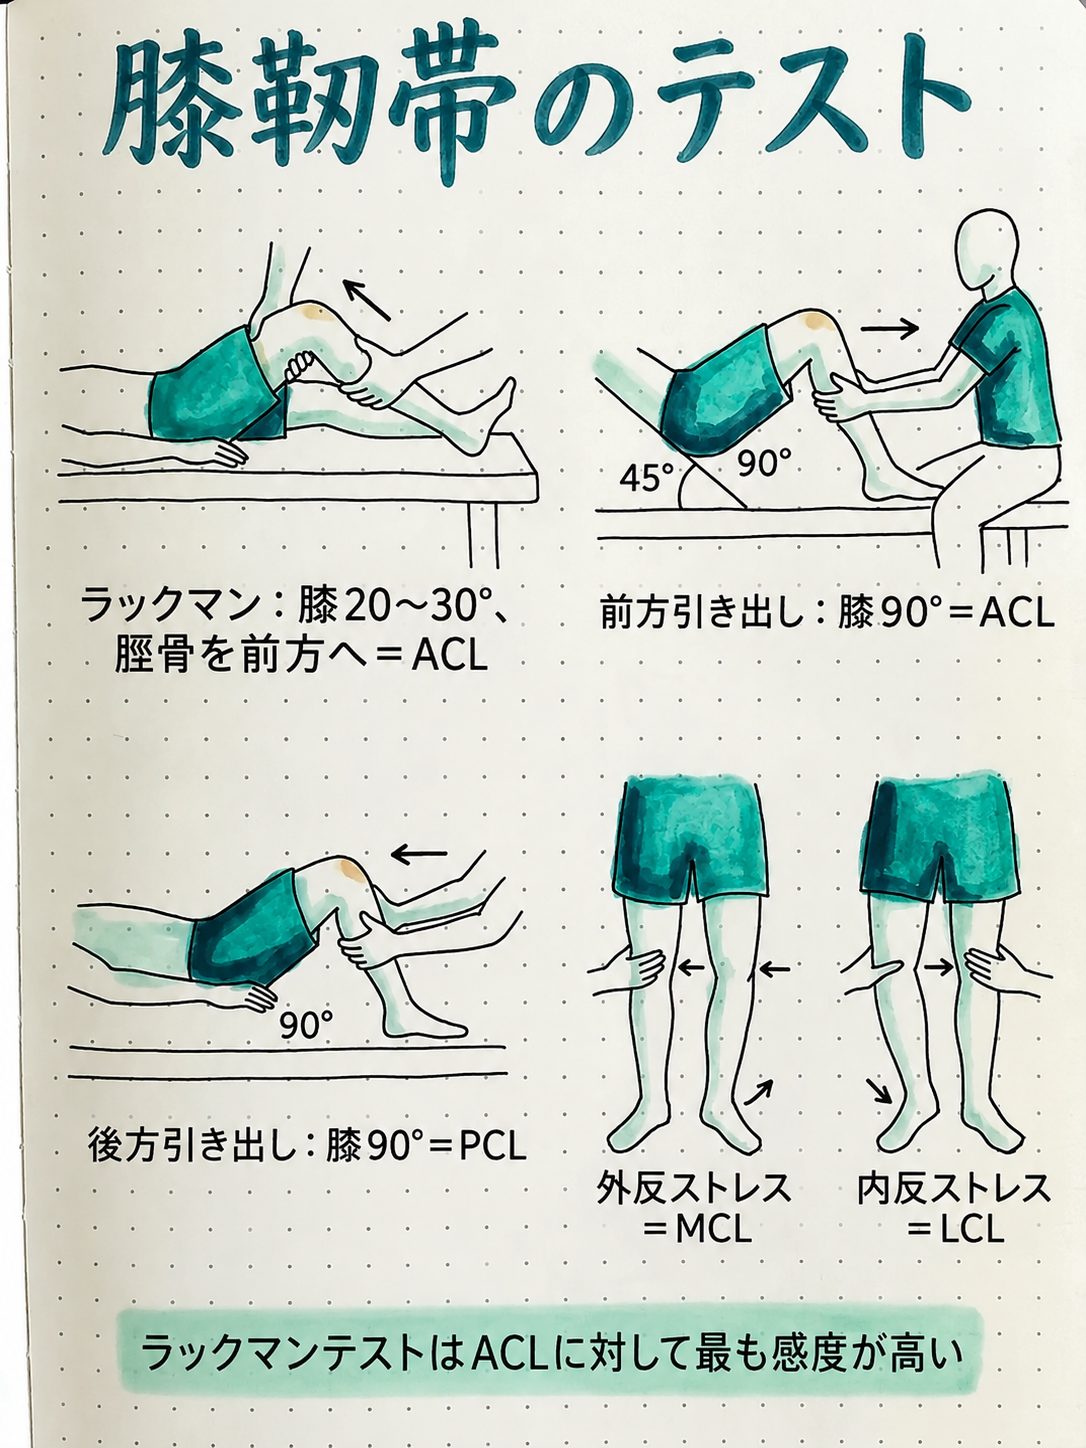 膝靭帯のテスト
45°
90°
ラックマン：膝20〜30°、
脛骨を前方へ＝ACL
前方引き出し：膝90°＝ACL
90°
後方引き出し：膝90°＝PCL
外反ストレス
＝MCL
内反ストレス
＝LCL
ラックマンテストはACLに対して最も感度が高い